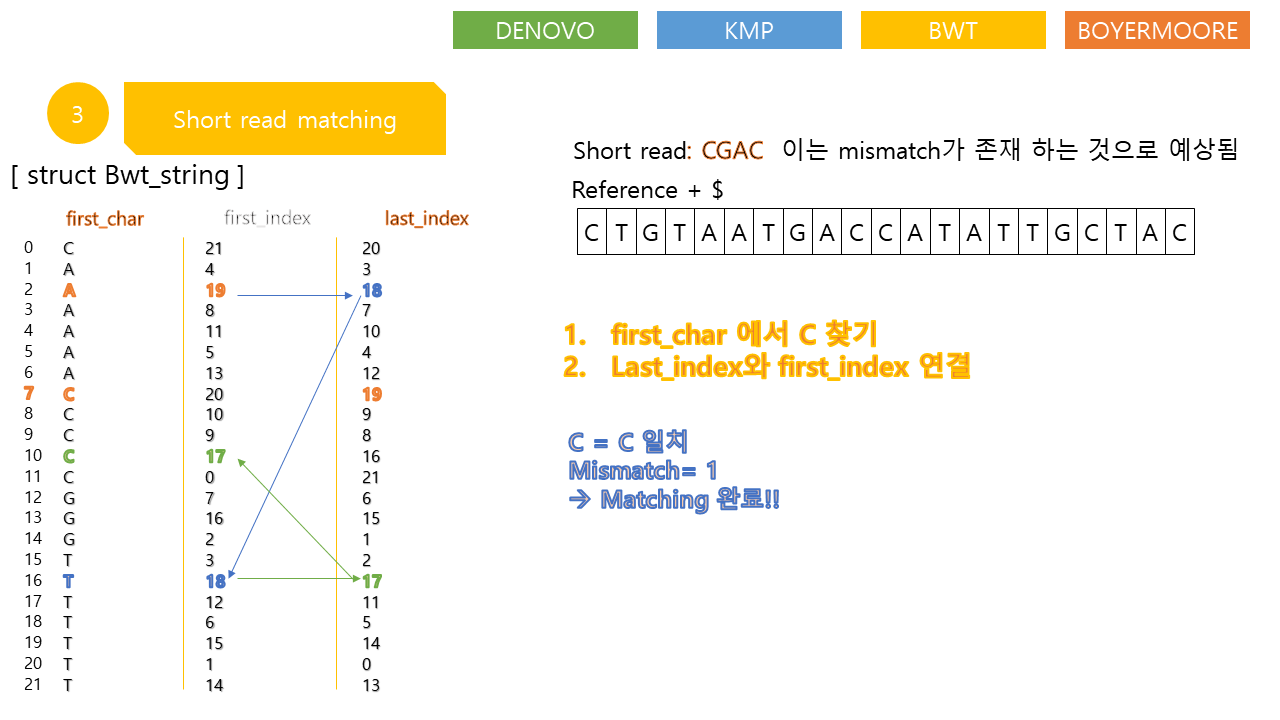 DENOVO KMP BWT BOYERMOORE
3 Short read matching
[ struct Bwt_string ]
first_char first_index last_index
0 C 21 20
1 A 4 3
2 A 19 18
3 A 8 7
4 A 11 10
5 A 5 4
6 A 13 12
7 C 20 19
8 C 10 9
9 C 9 8
10 C 17 16
11 C 0 21
12 G 7 6
13 G 16 15
14 G 2 1
15 T 3 2
16 T 18 17
17 T 12 11
18 T 6 5
19 T 15 14
20 T 1 0
21 T 14 13
Short read: CGAC 이는 mismatch가 존재 하는 것으로 예상됨
Reference + $
C T G T A A T G A C C A T A T T G C T A C
1. first_char 에서 C 찾기
2. Last_index와 first_index 연결
C = C 일치
Mismatch= 1
→ Matching 완료!!